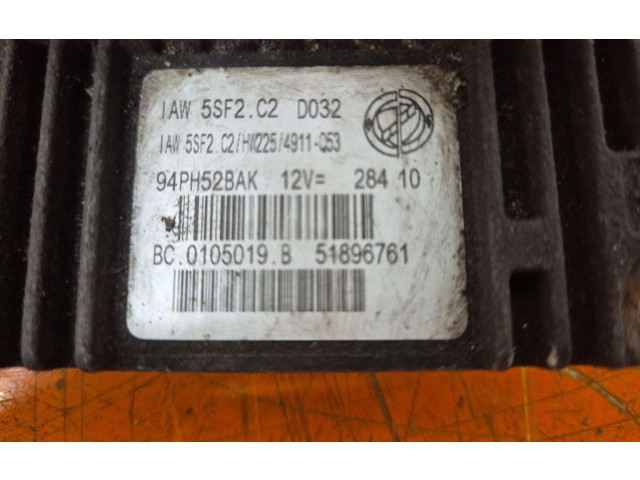 IAW 5SF2.C2 D032
IAW 5SF2.C2/HW225/4911-Q53
94PH52BAK 12V= 284 10
BC.0105019.B 51896761